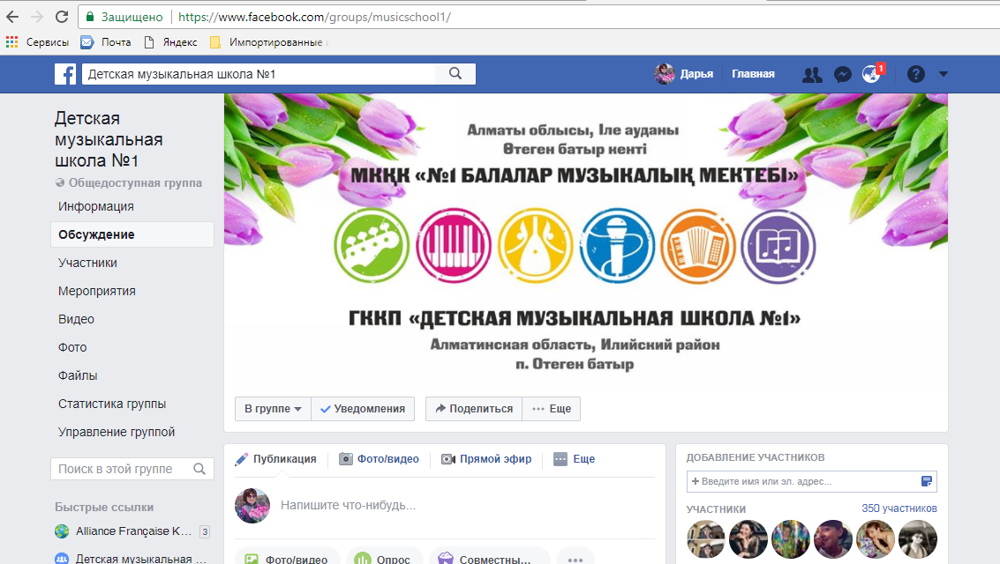 Защищено https://www.facebook.com/groups/musicschool1/
Сервисы Почта Яндекс Импортированные
Детская музыкальная школа №1 Дарья Главная 1
Детская
музыкальная
школа №1
Общедоступная группа
Информация
Обсуждение
Участники
Мероприятия
Видео
Фото
Файлы
Статистика группы
Управление группой
Поиск в этой группе
Быстрые ссылки
Alliance Française K... 3
Детская музыкальная ...
Алматы облысы, Іле ауданы
Өтеген батыр кенті
МКҚК «№1 БАЛАЛАР МУЗЫКАЛЫҚ МЕКТЕБІ»
ГККП «ДЕТСКАЯ МУЗЫКАЛЬНАЯ ШКОЛА №1»
Алматинская область, Илийский район
п. Отеген батыр
В группе Уведомления Поделиться Еще
Публикация Фото/видео Прямой эфир Еще
Напишите что-нибудь...
Фото/видео Опрос Совместны...
ДОБАВЛЕНИЕ УЧАСТНИКОВ
+ Введите имя или эл. адрес...
УЧАСТНИКИ 350 участников